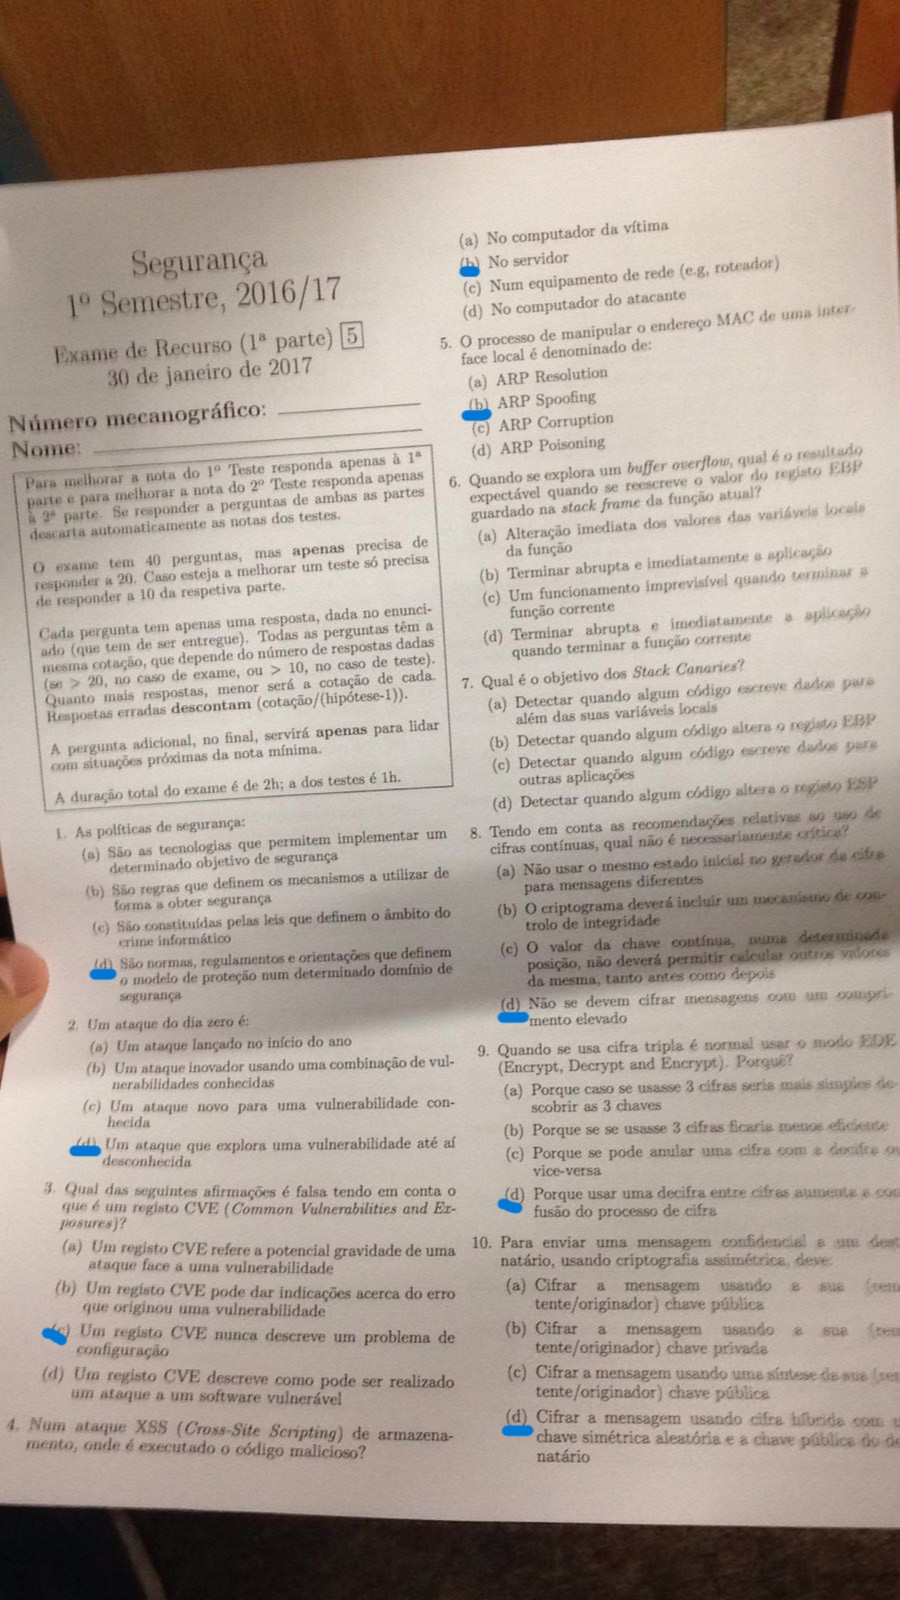 Segurança
1º Semestre, 2016/17
Exame de Recurso (1ª parte) 5
30 de janeiro de 2017
Número mecanográfico:
Nome:
Para melhorar a nota do 1º Teste responda apenas à 1ª
parte e para melhorar a nota do 2º Teste responda apenas
à 2ª parte. Se responder a perguntas de ambas as partes
descarta automaticamente as notas dos testes.
O exame tem 40 perguntas, mas apenas precisa de
responder a 20. Caso esteja a melhorar um teste só precisa
de responder a 10 da respetiva parte.
Cada pergunta tem apenas uma resposta, dada no enunci-
ado (que tem de ser entregue). Todas as perguntas têm a
mesma cotação, que depende do número de respostas dadas
(se > 20, no caso de exame, ou > 10, no caso de teste).
Quanto mais respostas, menor será a cotação de cada.
Respostas erradas descontam (cotação/(hipótese-1)).
A pergunta adicional, no final, servirá apenas para lidar
com situações próximas da nota mínima.
A duração total do exame é de 2h; a dos testes é 1h.
1. As políticas de segurança:
(a) São as tecnologias que permitem implementar um
determinado objetivo de segurança
(b) São regras que definem os mecanismos a utilizar de
forma a obter segurança
(c) São constituídas pelas leis que definem o âmbito do
crime informático
(d) São normas, regulamentos e orientações que definem
o modelo de proteção num determinado domínio de
segurança
2. Um ataque do dia zero é:
(a) Um ataque lançado no início do ano
(b) Um ataque inovador usando uma combinação de vul-
nerabilidades conhecidas
(c) Um ataque novo para uma vulnerabilidade con-
hecida
(d) Um ataque que explora uma vulnerabilidade até aí
desconhecida
3. Qual das seguintes afirmações é falsa tendo em conta o
que é um registo CVE (Common Vulnerabilities and Ex-
posures)?
(a) Um registo CVE refere a potencial gravidade de uma
ataque face a uma vulnerabilidade
(b) Um registo CVE pode dar indicações acerca do erro
que originou uma vulnerabilidade
(c) Um registo CVE nunca descreve um problema de
configuração
(d) Um registo CVE descreve como pode ser realizado
um ataque a um software vulnerável
4. Num ataque XSS (Cross-Site Scripting) de armazena-
mento, onde é executado o código malicioso?
(a) No computador da vítima
(b) No servidor
(c) Num equipamento de rede (e.g, roteador)
(d) No computador do atacante
5. O processo de manipular o endereço MAC de uma inter-
face local é denominado de:
(a) ARP Resolution
(b) ARP Spoofing
(c) ARP Corruption
(d) ARP Poisoning
6. Quando se explora um buffer overflow, qual é o resultado
expectável quando se reescreve o valor do registo EBP
guardado na stack frame da função atual?
(a) Alteração imediata dos valores das variáveis locais
da função
(b) Terminar abrupta e imediatamente a aplicação
(c) Um funcionamento imprevisível quando terminar a
função corrente
(d) Terminar abrupta e imediatamente a aplicação
quando terminar a função corrente
7. Qual é o objetivo dos Stack Canaries?
(a) Detectar quando algum código escreve dados para
além das suas variáveis locais
(b) Detectar quando algum código altera o registo EBP
(c) Detectar quando algum código escreve dados para
outras aplicações
(d) Detectar quando algum código altera o registo ESP
8. Tendo em conta as recomendações relativas ao uso de
cifras contínuas, qual não é necessariamente crítica?
(a) Não usar o mesmo estado inicial no gerador da cifra
para mensagens diferentes
(b) O criptograma deverá incluir um mecanismo de con-
trolo de integridade
(c) O valor da chave contínua, numa determinada
posição, não deverá permitir calcular outros valores
da mesma, tanto antes como depois
(d) Não se devem cifrar mensagens com um compri-
mento elevado
9. Quando se usa cifra tripla é normal usar o modo EDE
(Encrypt, Decrypt and Encrypt). Porquê?
(a) Porque caso se usasse 3 cifras seria mais simples de-
scobrir as 3 chaves
(b) Porque se se usasse 3 cifras ficaria menos eficiente
(c) Porque se pode anular uma cifra com a decifra ou
vice-versa
(d) Porque usar uma decifra entre cifras aumenta a con
fusão do processo de cifra
10. Para enviar uma mensagem confidencial a um dest
natário, usando criptografia assimétrica, deve:
(a) Cifrar a mensagem usando a sua (rem
tente/originador) chave pública
(b) Cifrar a mensagem usando a sua (rem
tente/originador) chave privada
(c) Cifrar a mensagem usando uma síntese da sua (rem
tente/originador) chave pública
(d) Cifrar a mensagem usando cifra híbrida com
chave simétrica aleatória e a chave pública do de
natário